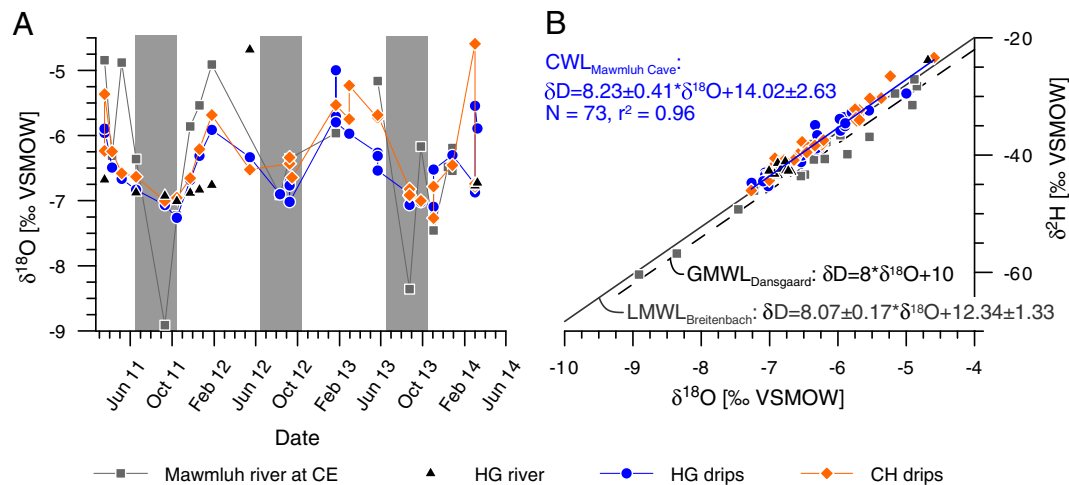 A
B
-5
-6
-7
-8
-9
δ18O [‰ VSMOW]
Jun 11
Oct 11
Feb 12
Jun 12
Oct 12
Feb 13
Jun 13
Oct 13
Feb 14
Jun 14
Date
CWLMawmluh Cave:
δD=8.23±0.41*δ18O+14.02±2.63
N = 73, r2 = 0.96
GMWLDansgaard: δD=8*δ18O+10
LMWLBreitenbach: δD=8.07±0.17*δ18O+12.34±1.33
-20
-40
-60
δ2H [‰ VSMOW]
-10
-9
-8
-7
-6
-5
-4
δ18O [‰ VSMOW]
Mawmluh river at CE
HG river
HG drips
CH drips